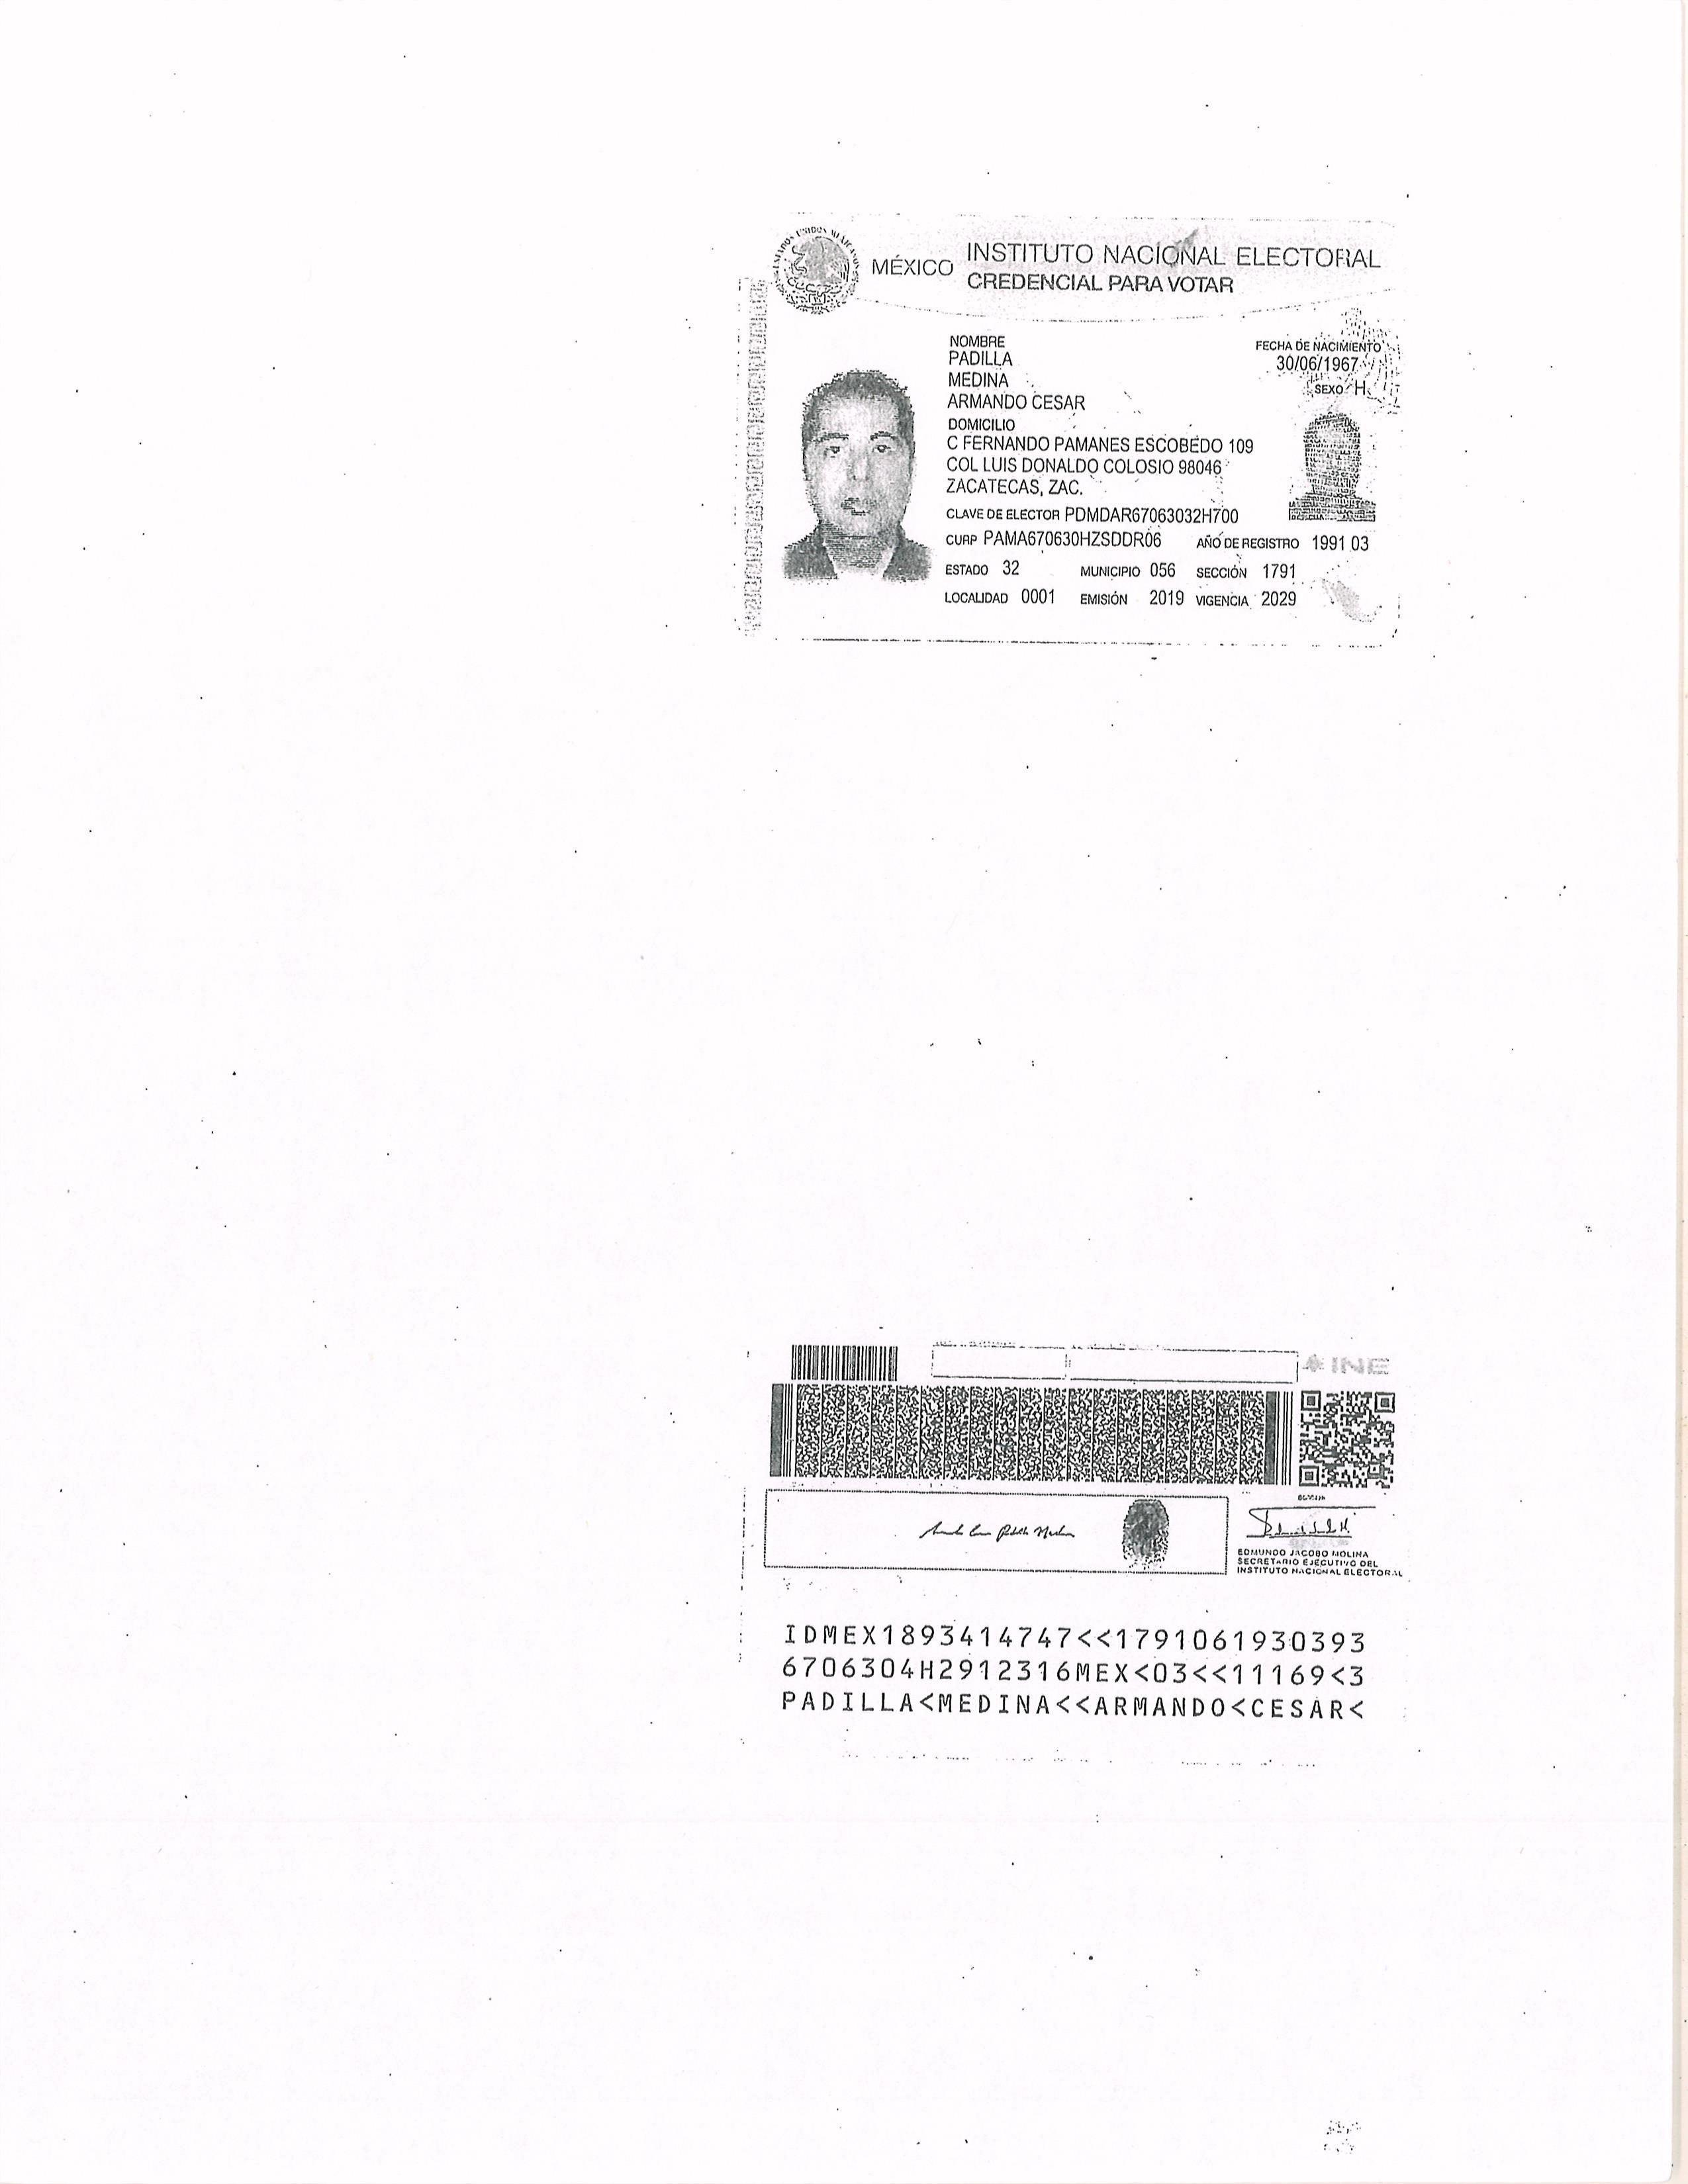 ESTADOS UNIDOS MEXICANOS
MÉXICO
INSTITUTO NACIONAL ELECTORAL
CREDENCIAL PARA VOTAR
NOMBRE
PADILLA
MEDINA
ARMANDO CESAR
FECHA DE NACIMIENTO
30/06/1967
SEXO H
DOMICILIO
C FERNANDO PAMANES ESCOBEDO 109
COL LUIS DONALDO COLOSIO 98046
ZACATECAS, ZAC.
CLAVE DE ELECTOR PDMDAR67063032H700
CURP PAMA670630HZSDDR06 AÑO DE REGISTRO 1991 03
ESTADO 32 MUNICIPIO 056 SECCIÓN 1791
LOCALIDAD 0001 EMISIÓN 2019 VIGENCIA 2029
INE
EDMUNDO JACOBO MOLINA
SECRETARIO EJECUTIVO DEL
INSTITUTO NACIONAL ELECTORAL
IDMEX1893414747<<1791061930393
6706304H2912316MEX<03<<11169<3
PADILLA<MEDINA<<ARMANDO<CESAR<